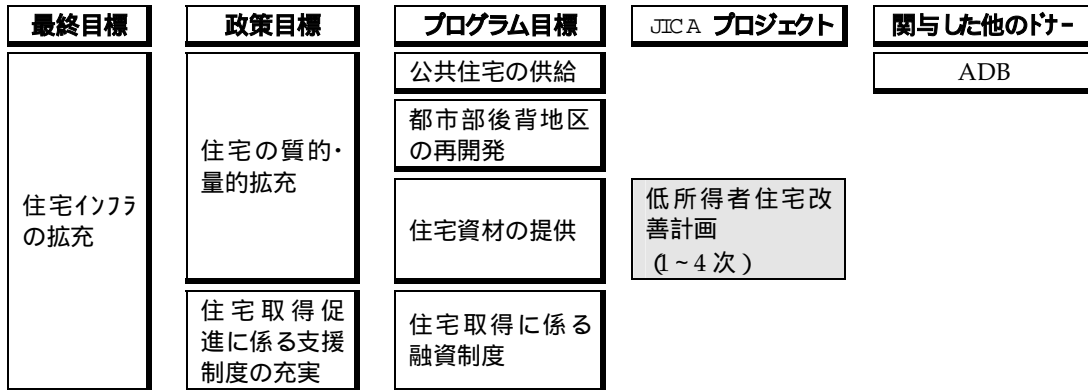 最終目標
政策目標
プログラム目標
JICA プロジェクト
関与した他のドナー
住宅インフラ
の拡充
住宅の質的・
量的拡充
住宅取得促
進に係る支援
制度の充実
公共住宅の供給
都市部後背地区
の再開発
住宅資材の提供
住宅取得に係る
融資制度
低所得者住宅改
善計画
(1~4次)
ADB